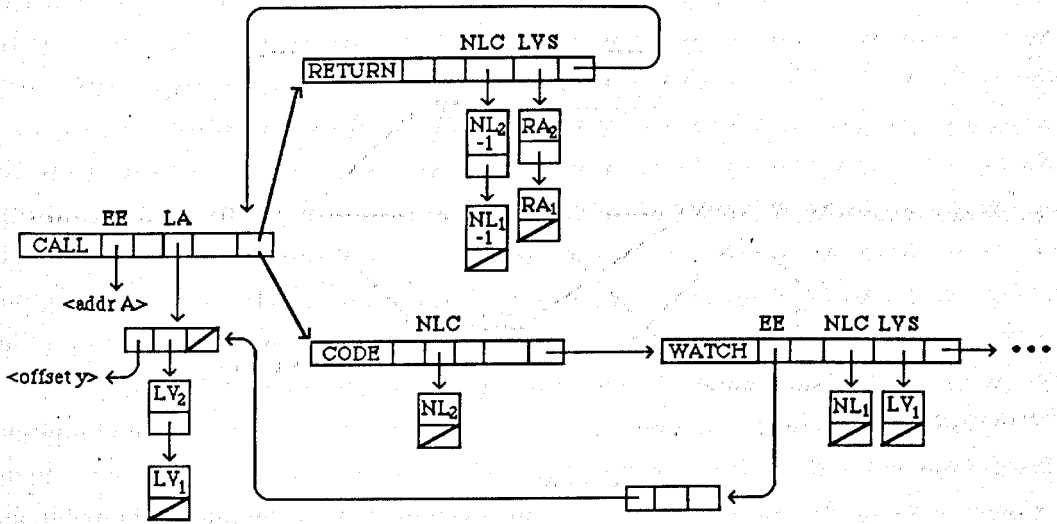 NLC LVS
RETURN
NL2
-1
RA2
NL1
-1
RA1
EE LA
CALL
<addr A>
NLC
EE NLC LVS
CODE
WATCH
•••
<offset y>
LV2
NL2
NL1
LV1
LV1